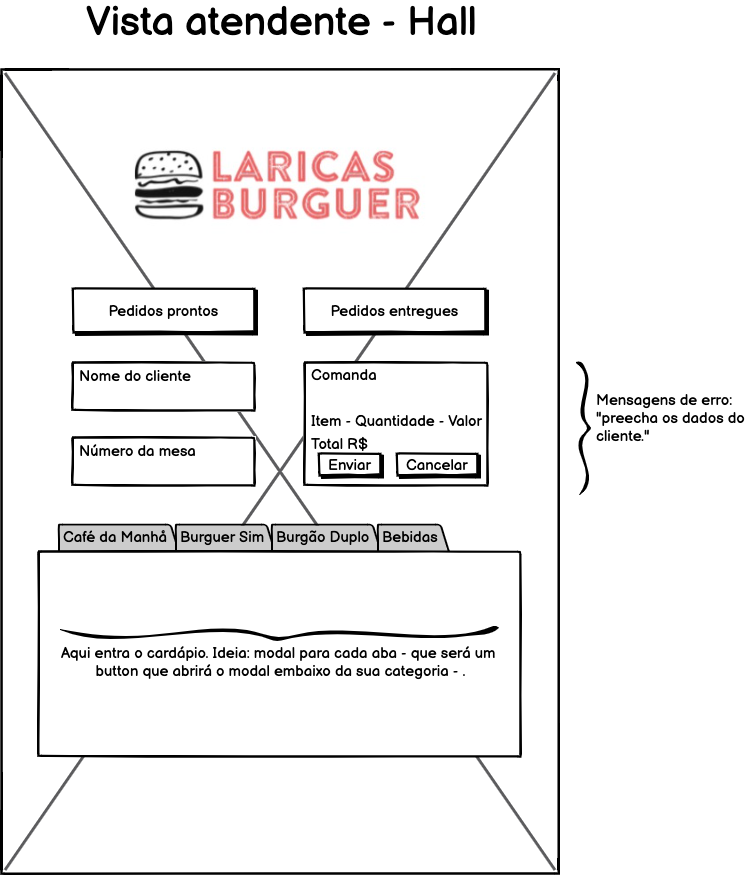 Vista atendente - Hall
LARICAS
BURGUER
Pedidos prontos
Pedidos entregues
Nome do cliente
Número da mesa
Comanda
Item - Quantidade - Valor
Total R$
Enviar
Cancelar
Mensagens de erro:
"preecha os dados do
cliente."
Café da Manhå
Burguer Sim
Burgão Duplo
Bebidas
Aqui entra o cardápio. Ideia: modal para cada aba - que será um
button que abrirá o modal embaixo da sua categoria - .